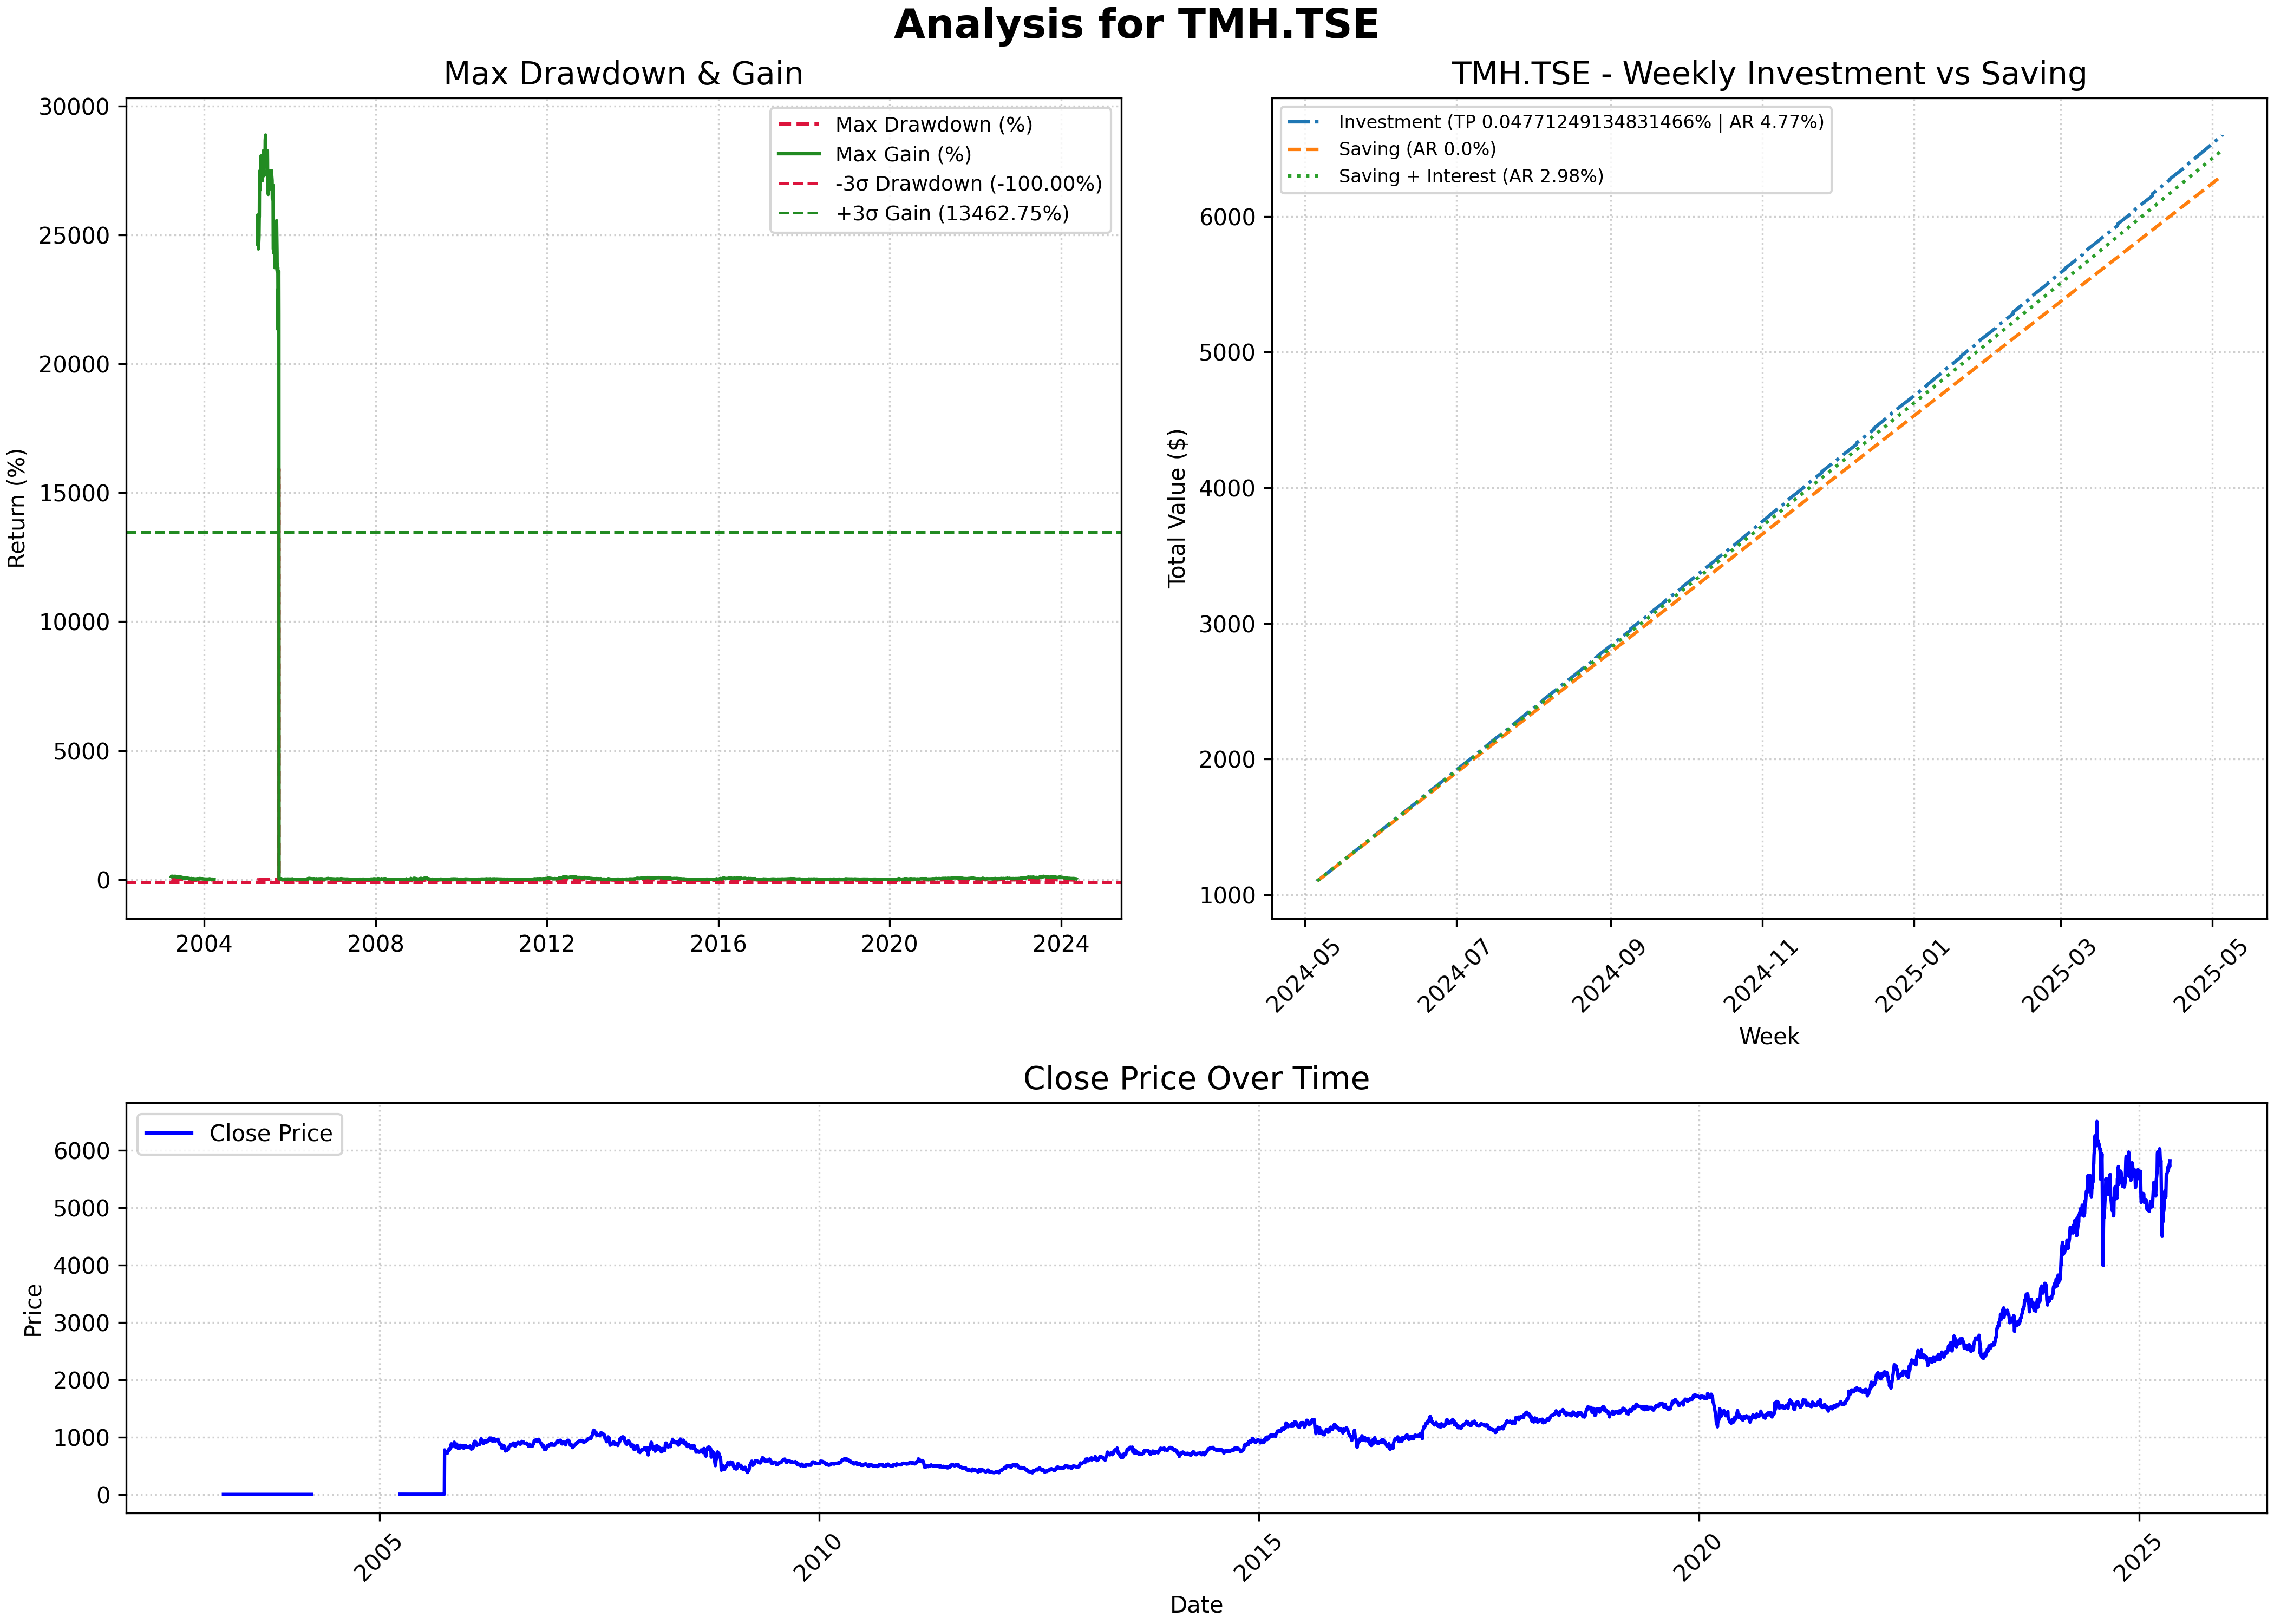 Analysis for TMH.TSE
Max Drawdown & Gain
Return (%)
30000
25000
20000
15000
10000
5000
0
Max Drawdown (%)
Max Gain (%)
-3σ Drawdown (-100.00%)
+3σ Gain (13462.75%)
2004
2008
2012
2016
2020
2024
TMH.TSE - Weekly Investment vs Saving
Total Value ($)
6000
5000
4000
3000
2000
1000
Investment (TP 0.04771249134831466% | AR 4.77%)
Saving (AR 0.0%)
Saving + Interest (AR 2.98%)
2024-05
2024-07
2024-09
2024-11
2025-01
2025-03
2025-05
Week
Close Price Over Time
Price
6000
5000
4000
3000
2000
1000
0
Close Price
2005
2010
2015
2020
2025
Date